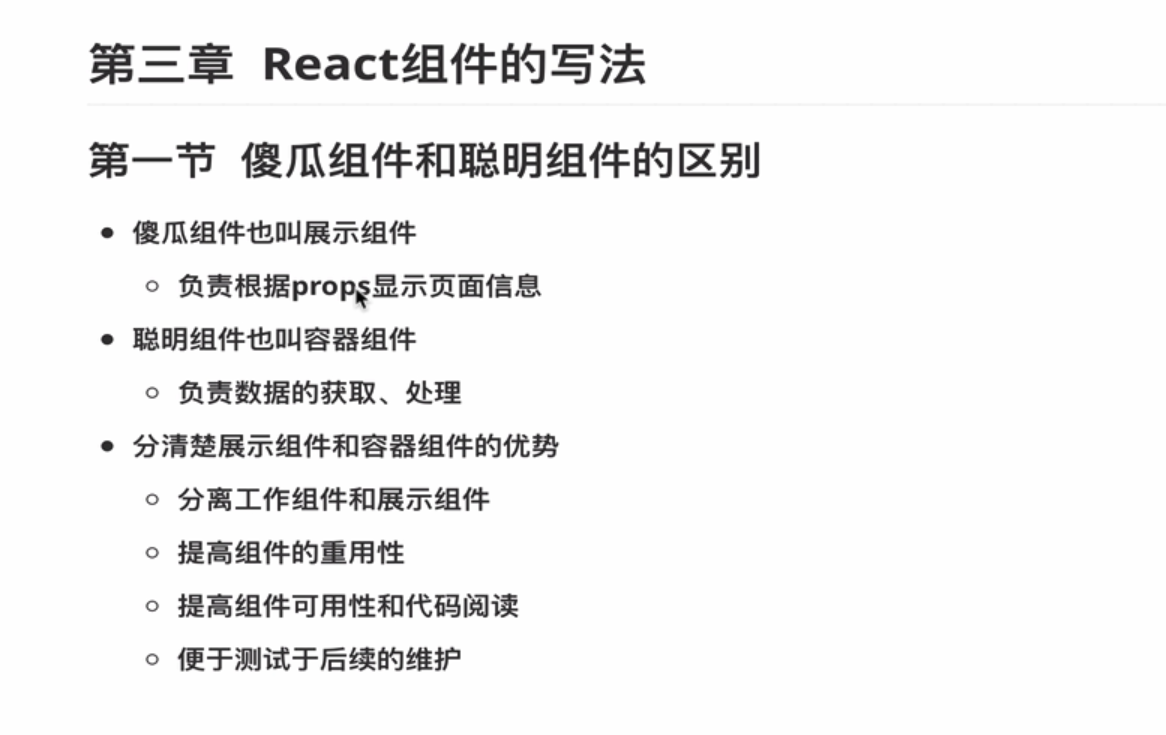 第三章 React组件的写法
第一节 傻瓜组件和聪明组件的区别
傻瓜组件也叫展示组件
负责根据props显示页面信息
聪明组件也叫容器组件
负责数据的获取、处理
分清楚展示组件和容器组件的优势
分离工作组件和展示组件
提高组件的重用性
提高组件可用性和代码阅读
便于测试于后续的维护